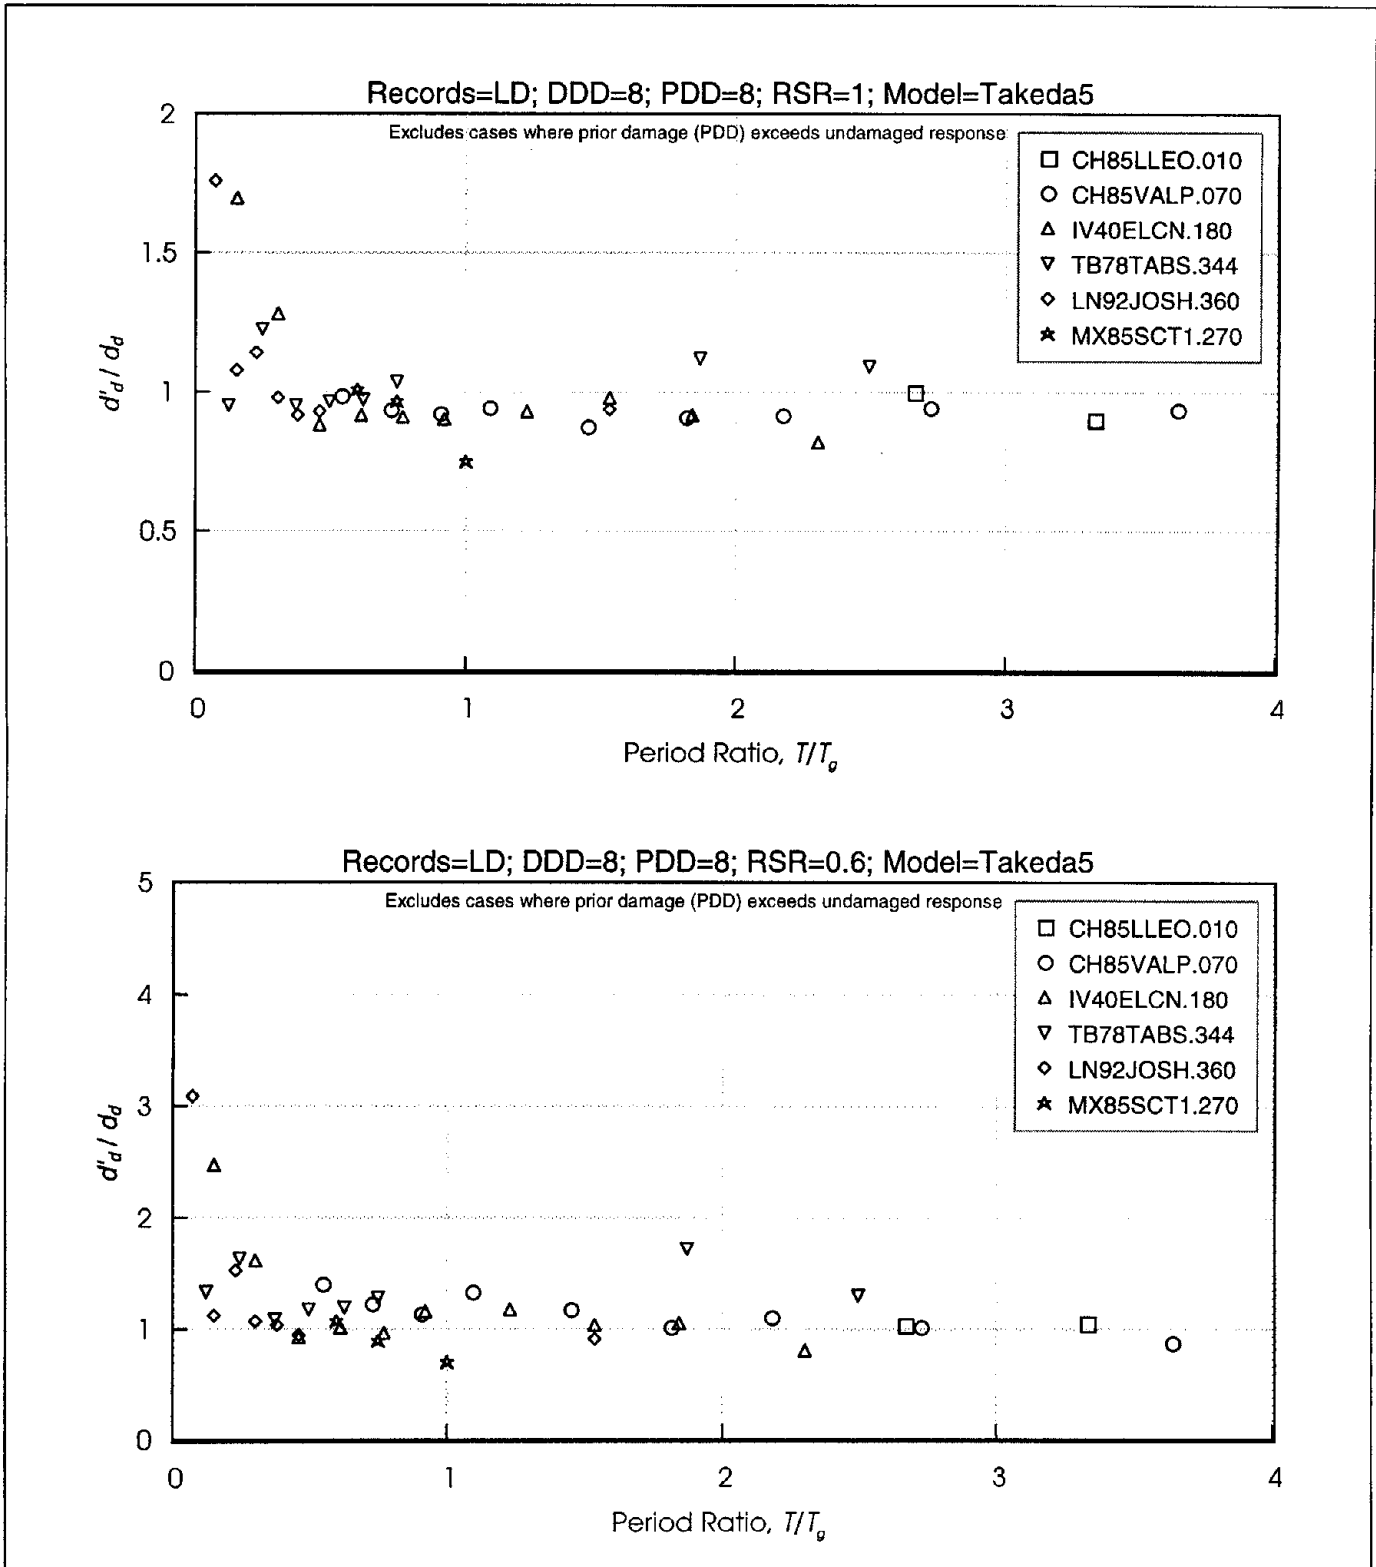 Records=LD; DDD=8; PDD=8; RSR=1; Model=Takeda5
Excludes cases where prior damage (PDD) exceeds undamaged response
2
1.5
1
0.5
0
d'd / dd
CH85LLEO.010
CH85VALP.070
IV40ELCN.180
TB78TABS.344
LN92JOSH.360
MX85SCT1.270
0 1 2 3 4
Period Ratio, T/Tg
Records=LD; DDD=8; PDD=8; RSR=0.6; Model=Takeda5
Excludes cases where prior damage (PDD) exceeds undamaged response
5
4
3
2
1
0
d'd / dd
CH85LLEO.010
CH85VALP.070
IV40ELCN.180
TB78TABS.344
LN92JOSH.360
MX85SCT1.270
0 1 2 3 4
Period Ratio, T/Tg